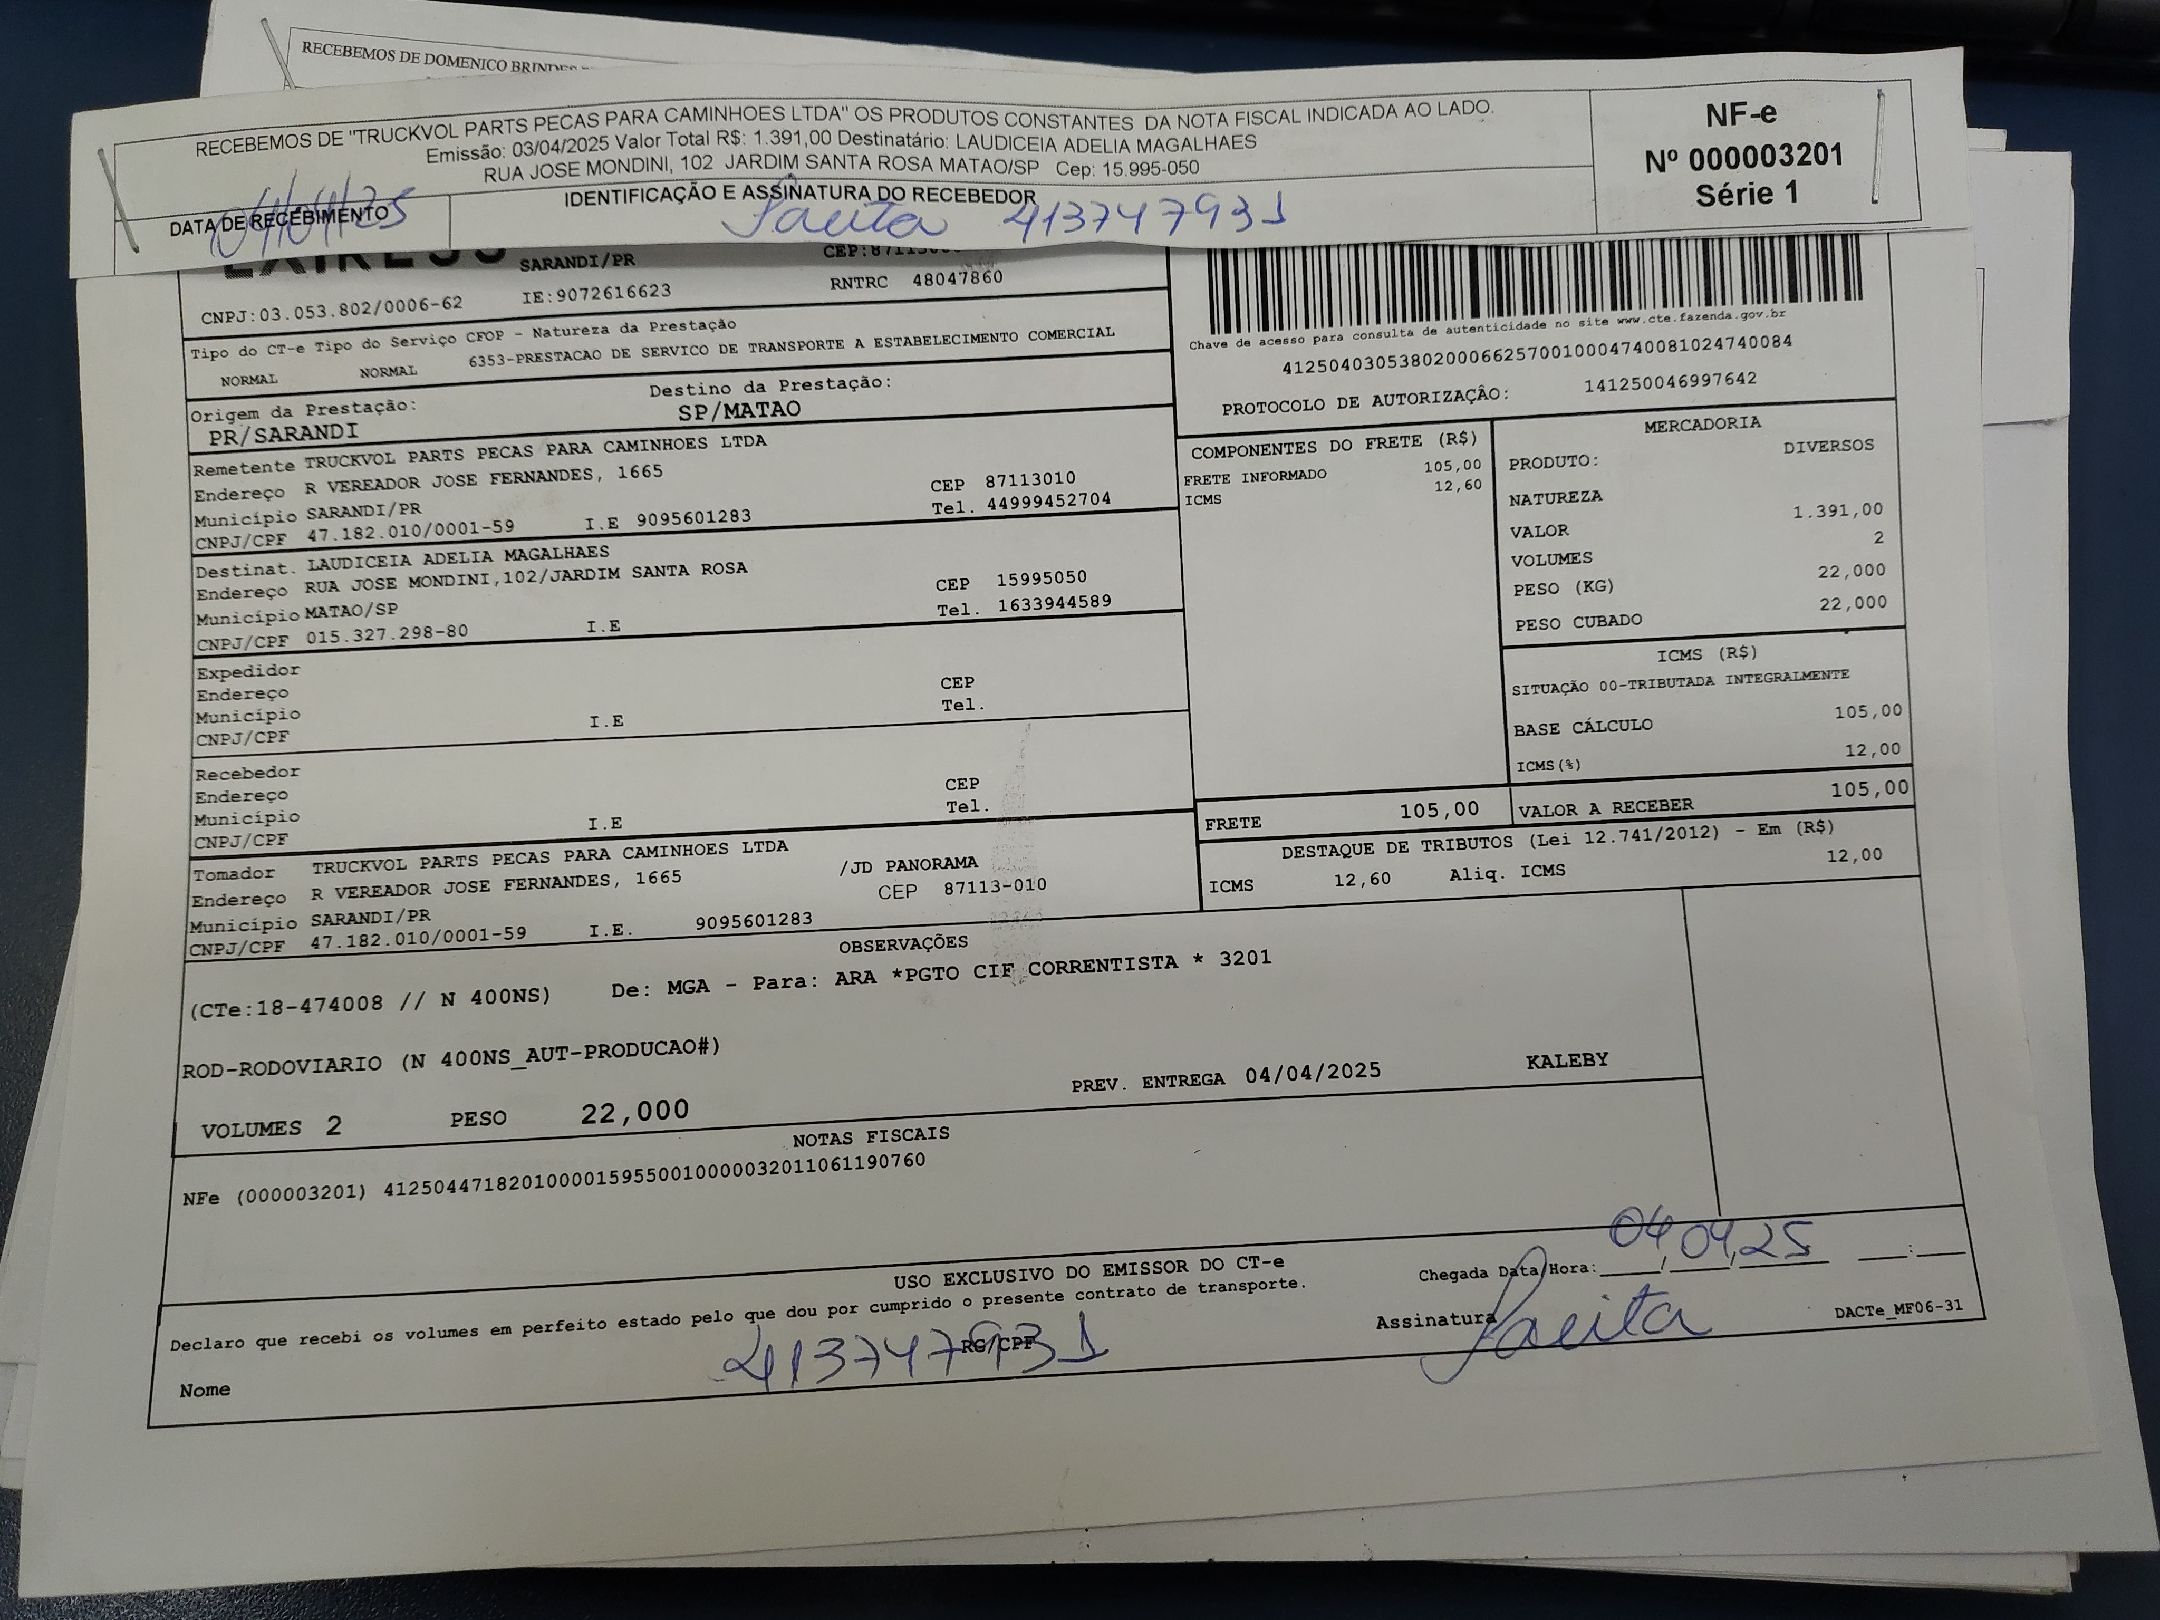 RECEBEMOS DE DOMENICO
RECEBEMOS DE "TRUCKVOL PARTS PECAS PARA CAMINHOES LTDA" OS PRODUTOS CONSTANTES DA NOTA FISCAL INDICADA AO LADO.
Emissão: 03/04/2025 Valor Total R$: 1.391,00 Destinatário: LAUDICEIA ADELIA MAGALHAES
RUA JOSE MONDINI, 102 JARDIM SANTA ROSA MATAO/SP Cep: 15.995-050
NF-e
Nº 000003201
Série 1
DATA DE RECEBIMENTO
04/04/25
IDENTIFICAÇÃO E ASSINATURA DO RECEBEDOR
413747931
SARANDI/PR
CNPJ:03.053.802/0006-62 IE:9072616623 RNTRC 48047860
Tipo do CT-e Tipo do Serviço CFOP - Natureza da Prestação
NORMAL NORMAL 6353-PRESTACAO DE SERVICO DE TRANSPORTE A ESTABELECIMENTO COMERCIAL
Chave de acesso para consulta de autenticidade no site www.cte.fazenda.gov.br
41250403053802000662570010004740081024740084
PROTOCOLO DE AUTORIZAÇÃO: 141250046997642
Origem da Prestação: Destino da Prestação:
PR/SARANDI SP/MATAO
Remetente TRUCKVOL PARTS PECAS PARA CAMINHOES LTDA
Endereço R VEREADOR JOSE FERNANDES, 1665 CEP 87113010
Município SARANDI/PR Tel. 44999452704
CNPJ/CPF 47.182.010/0001-59 I.E 9095601283
Destinat. LAUDICEIA ADELIA MAGALHAES
Endereço RUA JOSE MONDINI,102/JARDIM SANTA ROSA CEP 15995050
Município MATAO/SP Tel. 1633944589
CNPJ/CPF 015.327.298-80 I.E
Expedidor
Endereço CEP
Município Tel.
CNPJ/CPF I.E
Recebedor
Endereço CEP
Município Tel.
CNPJ/CPF I.E
Tomador TRUCKVOL PARTS PECAS PARA CAMINHOES LTDA
Endereço R VEREADOR JOSE FERNANDES, 1665 /JD PANORAMA
Município SARANDI/PR CEP 87113-010
CNPJ/CPF 47.182.010/0001-59 I.E. 9095601283
COMPONENTES DO FRETE (R$)
FRETE INFORMADO 105,00
ICMS 12,60
MERCADORIA
PRODUTO: DIVERSOS
NATUREZA
VALOR 1.391,00
VOLUMES 2
PESO (KG) 22,000
PESO CUBADO 22,000
ICMS (R$)
SITUAÇÃO 00-TRIBUTADA INTEGRALMENTE
BASE CÁLCULO 105,00
ICMS(%) 12,00
FRETE 105,00 VALOR A RECEBER 105,00
DESTAQUE DE TRIBUTOS (Lei 12.741/2012) - Em (R$)
ICMS 12,60 Aliq. ICMS 12,00
OBSERVAÇÕES
(CTe:18-474008 // N 400NS) De: MGA - Para: ARA *PGTO CIF CORRENTISTA * 3201
ROD-RODOVIARIO (N 400NS_AUT-PRODUCAO#)
VOLUMES 2 PESO 22,000 PREV. ENTREGA 04/04/2025 KALEBY
NOTAS FISCAIS
NFe (000003201) 41250447182010000159550010000032011061190760
USO EXCLUSIVO DO EMISSOR DO CT-e
Declaro que recebi os volumes em perfeito estado pelo que dou por cumprido o presente contrato de transporte.
Chegada Data/Hora: 04/04/25 :
Nome RG/CPF 413747931 Assinatura
DACTe_MF06-31